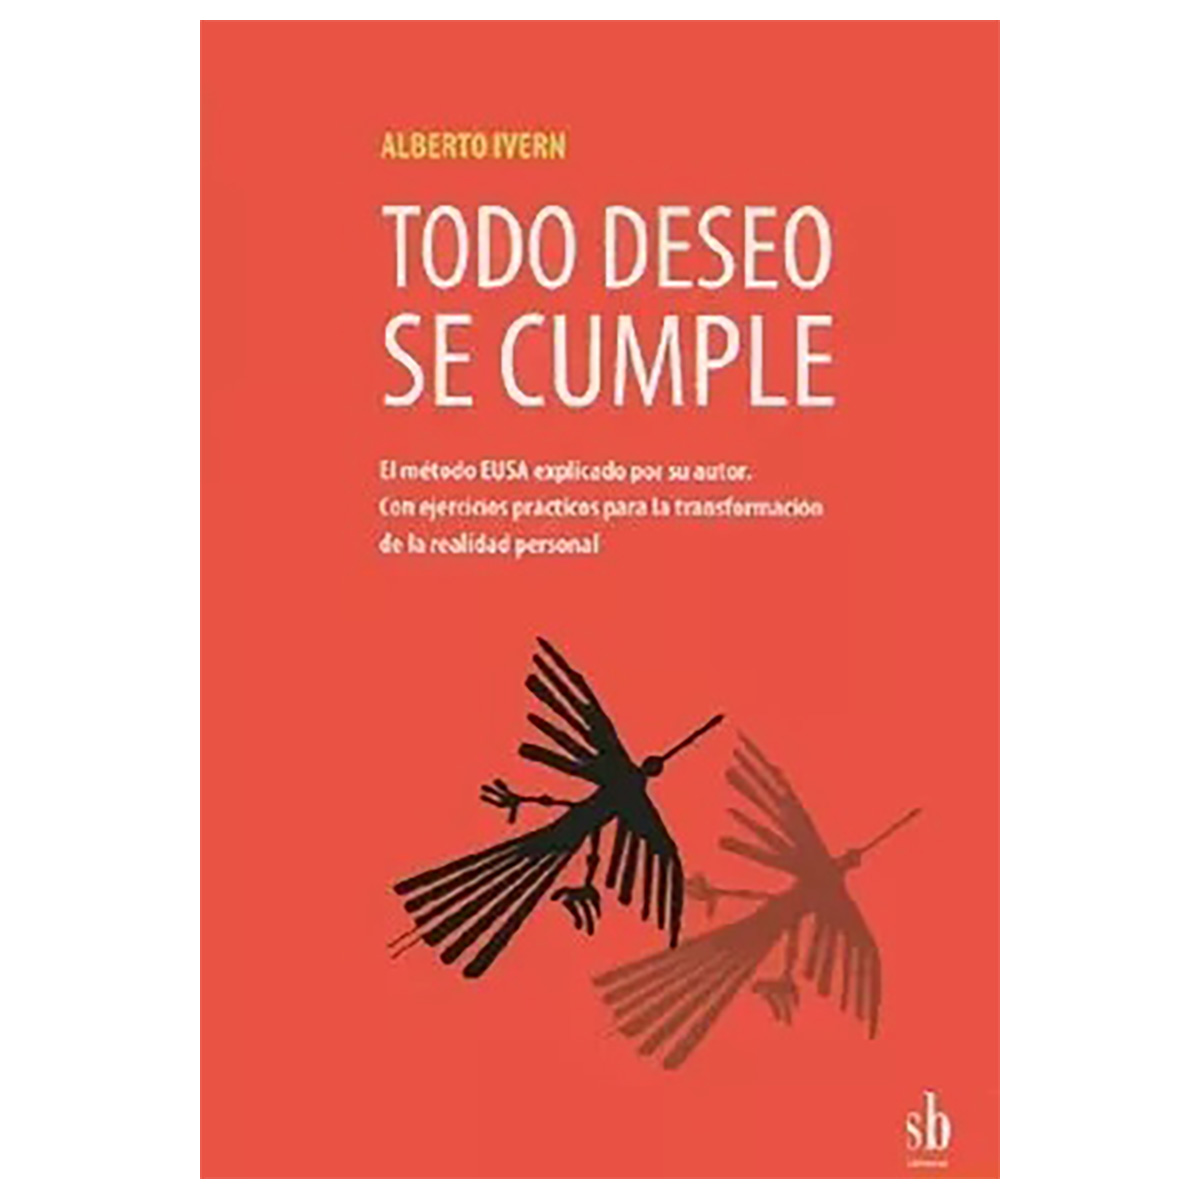 ALBERTO IVERN
TODO DESEO
SE CUMPLE
El método EUSA explicado por su autor.
Con ejercicios prácticos para la transformación
de la realidad personal
sb